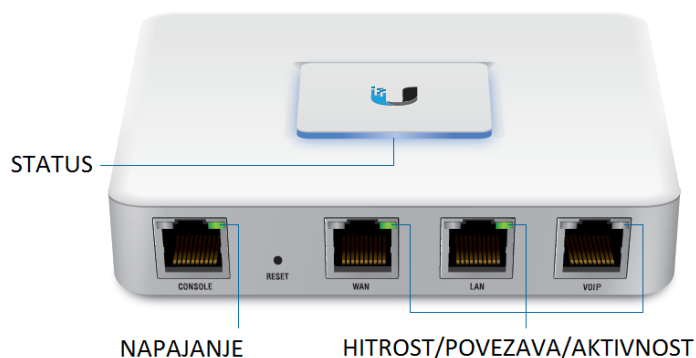 STATUS
RESET
CONSOLE
WAN
LAN
VOIP
NAPAJANJE
HITROST/POVEZAVA/AKTIVNOST